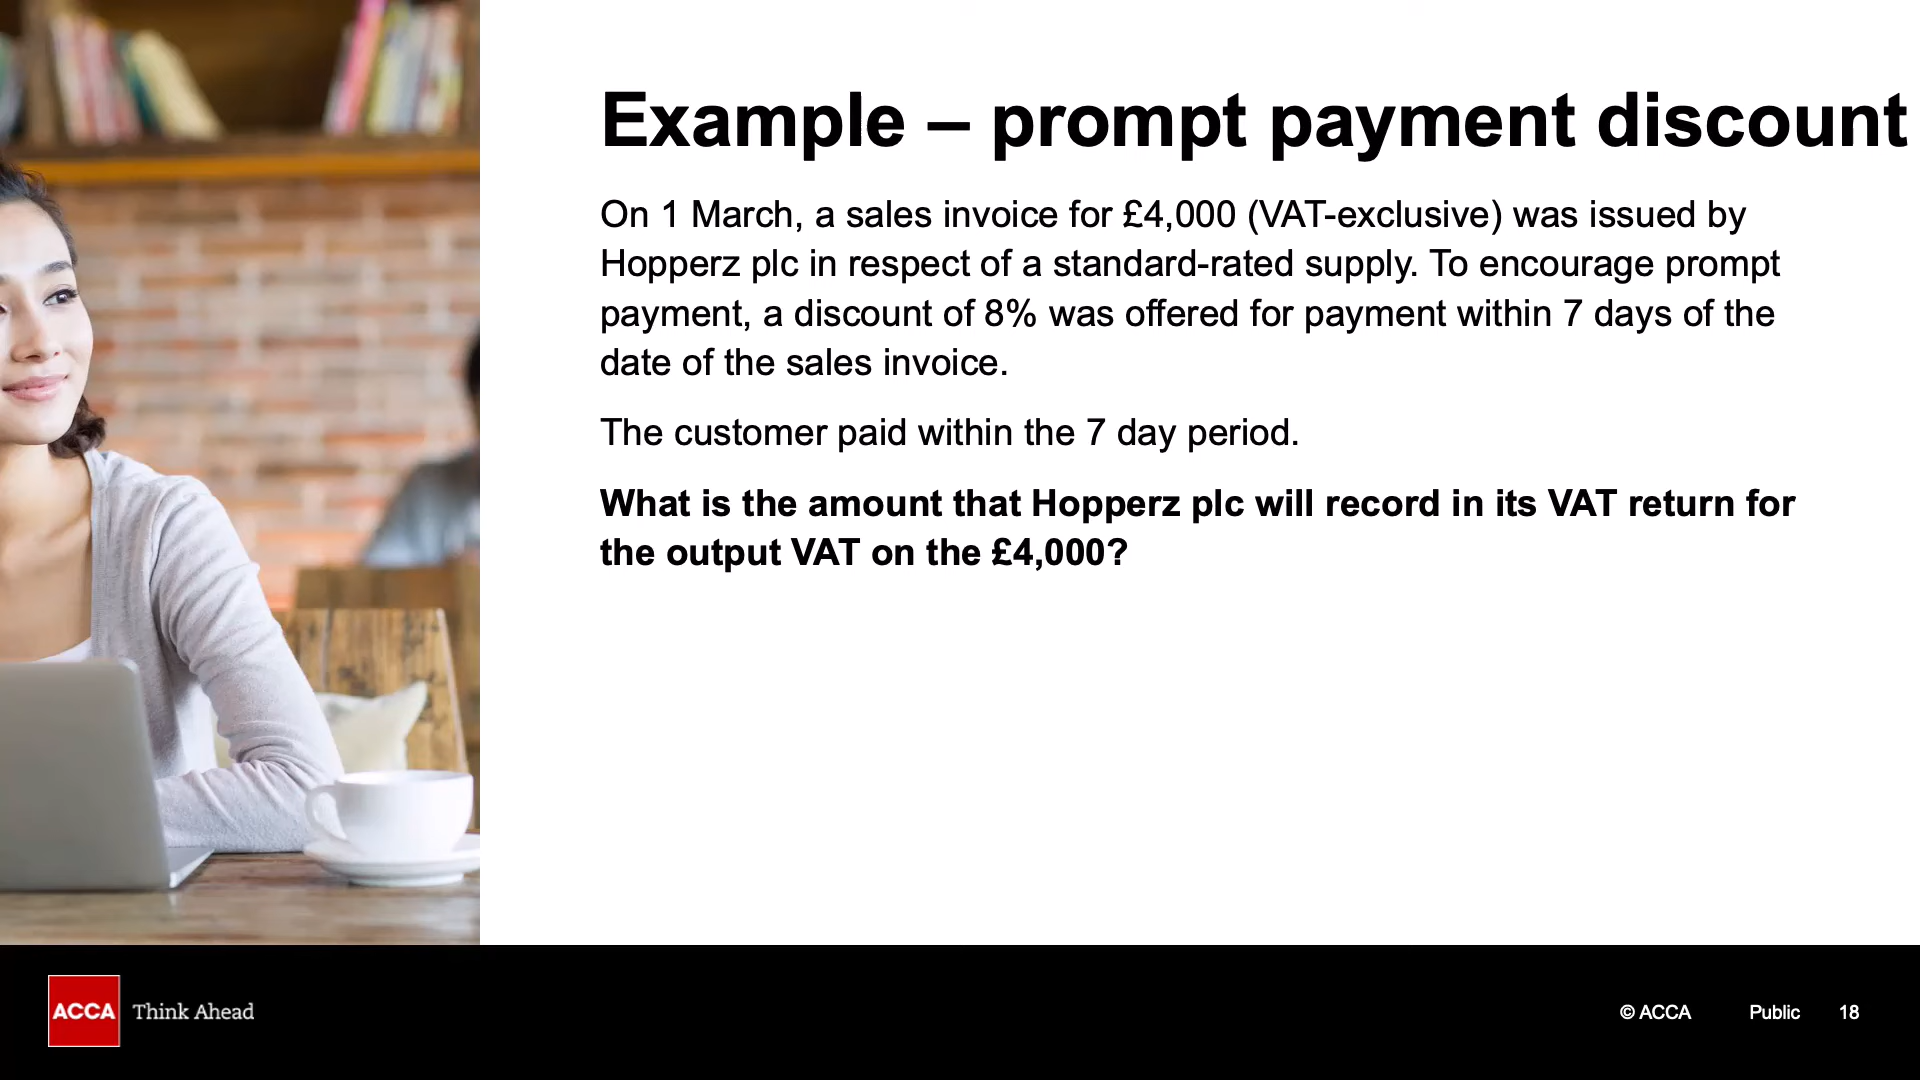 Example – prompt payment discount
On 1 March, a sales invoice for £4,000 (VAT-exclusive) was issued by
Hopperz plc in respect of a standard-rated supply. To encourage prompt
payment, a discount of 8% was offered for payment within 7 days of the
date of the sales invoice.
The customer paid within the 7 day period.
What is the amount that Hopperz plc will record in its VAT return for
the output VAT on the £4,000?
ACCA Think Ahead
© ACCA Public 18